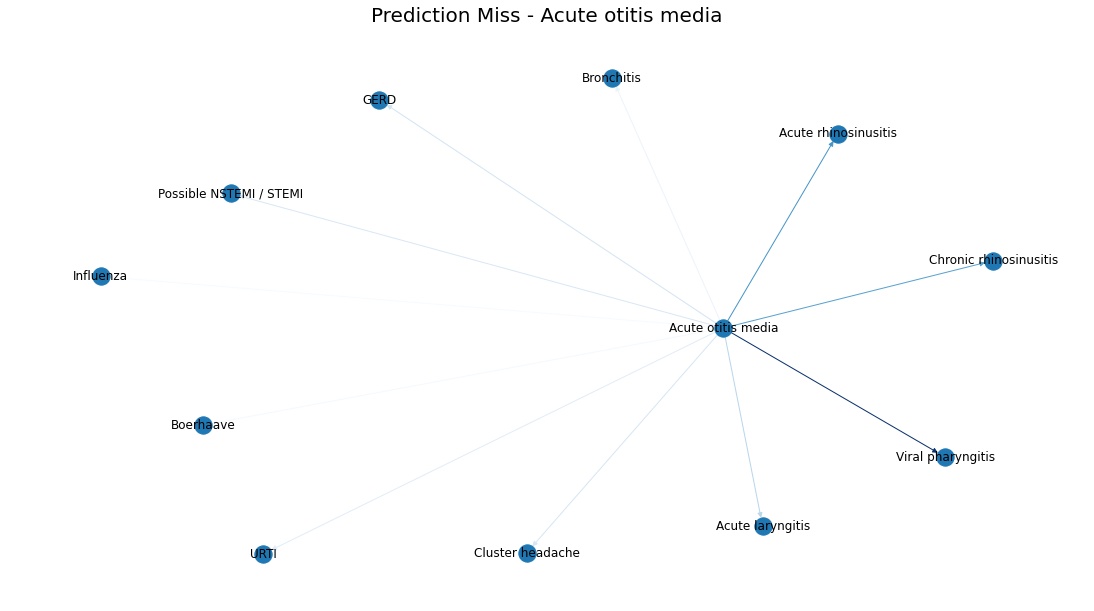 Prediction Miss - Acute otitis media
Bronchitis
GERD
Acute rhinosinusitis
Possible NSTEMI / STEMI
Chronic rhinosinusitis
Influenza
Acute otitis media
Boerhaave
Viral pharyngitis
Acute laryngitis
URTI
Cluster headache